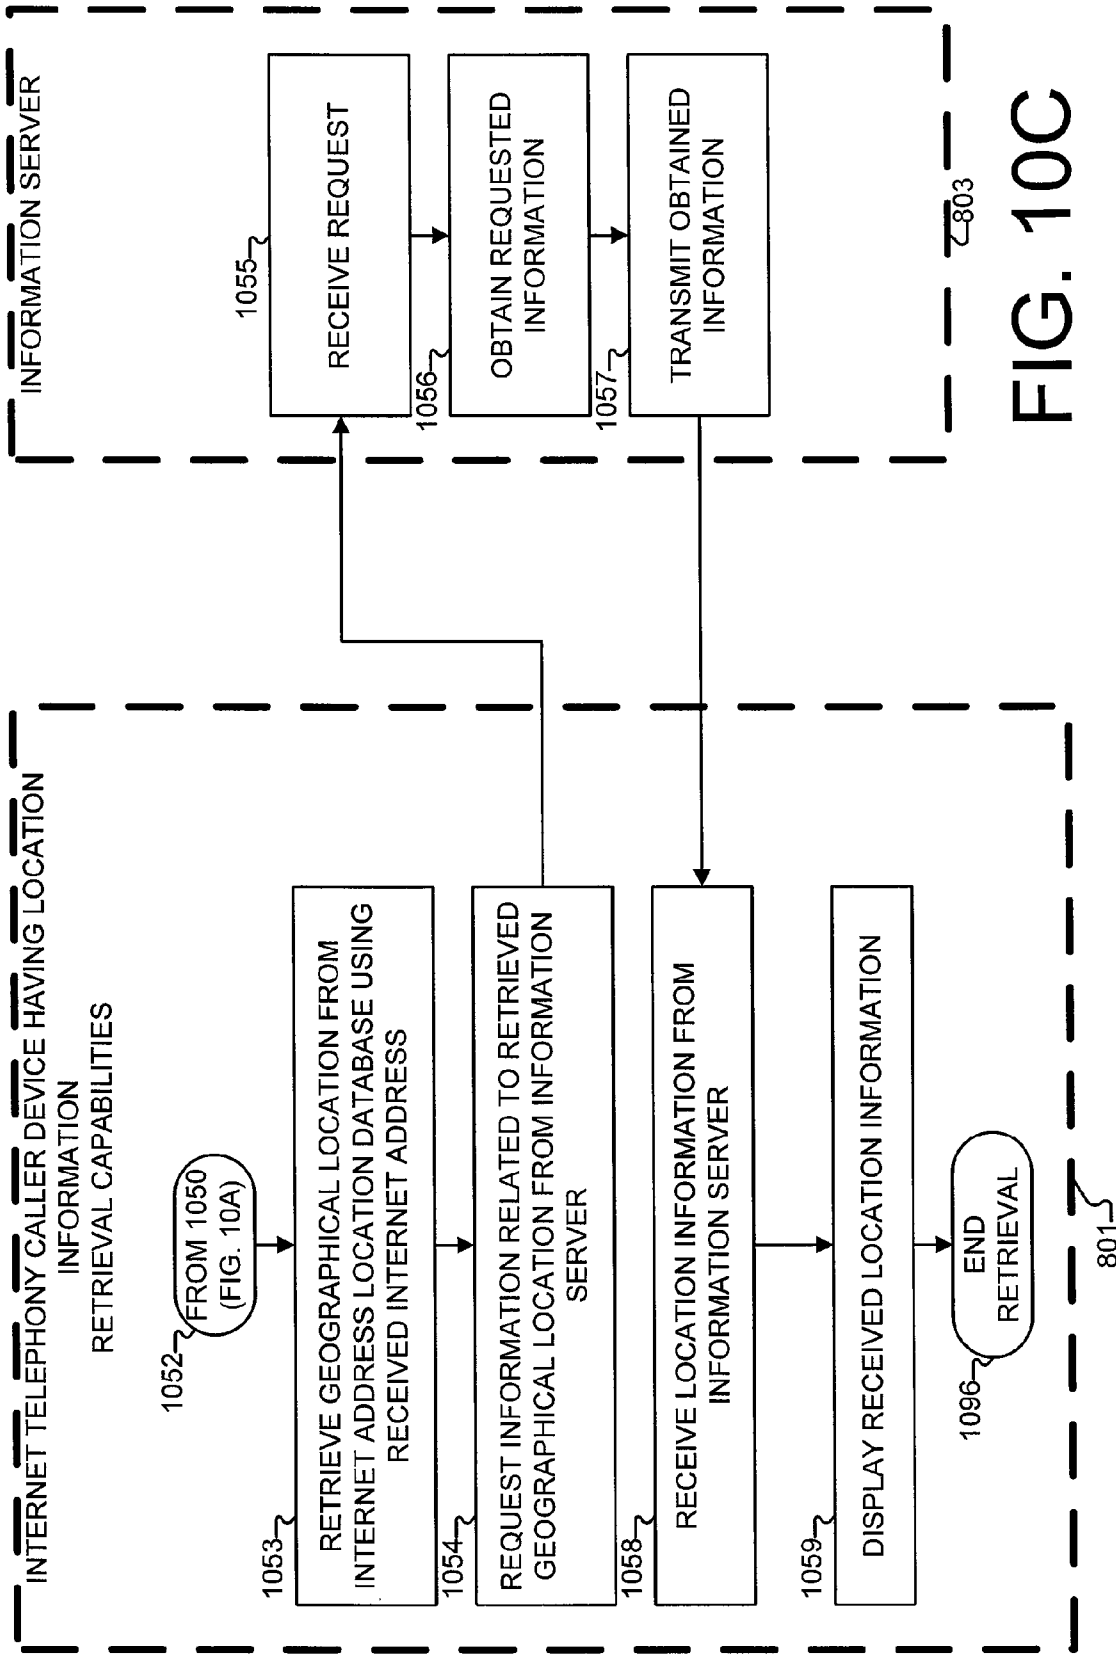 INTERNET TELEPHONY CALLER DEVICE HAVING LOCATION
INFORMATION
RETRIEVAL CAPABILITIES
1052
FROM 1050
(FIG. 10A)
1053
RETRIEVE GEOGRAPHICAL LOCATION FROM
INTERNET ADDRESS LOCATION DATABASE USING
RECEIVED INTERNET ADDRESS
1054
REQUEST INFORMATION RELATED TO RETRIEVED
GEOGRAPHICAL LOCATION FROM INFORMATION
SERVER
1058
RECEIVE LOCATION INFORMATION FROM
INFORMATION SERVER
1059
DISPLAY RECEIVED LOCATION INFORMATION
1096
END
RETRIEVAL
801
INFORMATION SERVER
1055
RECEIVE REQUEST
1056
OBTAIN REQUESTED
INFORMATION
1057
TRANSMIT OBTAINED
INFORMATION
803
FIG. 10C